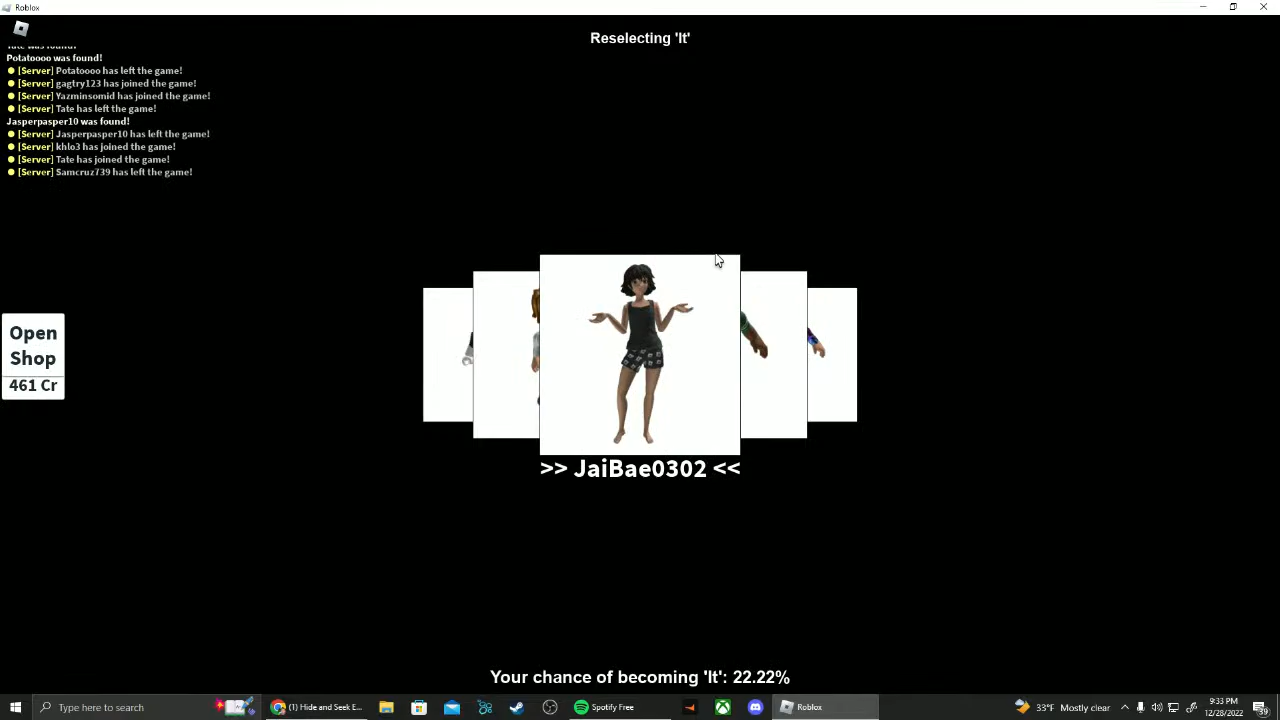 Roblox
Reselecting 'It'
Tate was found!
Potatoooo was found!
[Server] Potatoooo has left the game!
[Server] gagtry123 has joined the game!
[Server] Yazminsomid has joined the game!
[Server] Tate has left the game!
Jasperpasper10 was found!
[Server] Jasperpasper10 has left the game!
[Server] khlo3 has joined the game!
[Server] Tate has joined the game!
[Server] Samcruz739 has left the game!
Open
Shop
461 Cr
>> JaiBae0302 <<
Your chance of becoming 'It': 22.22%
Type here to search
(1) Hide and Seek E...
Spotify Free
Roblox
33°F Mostly clear
9:33 PM
12/28/2022